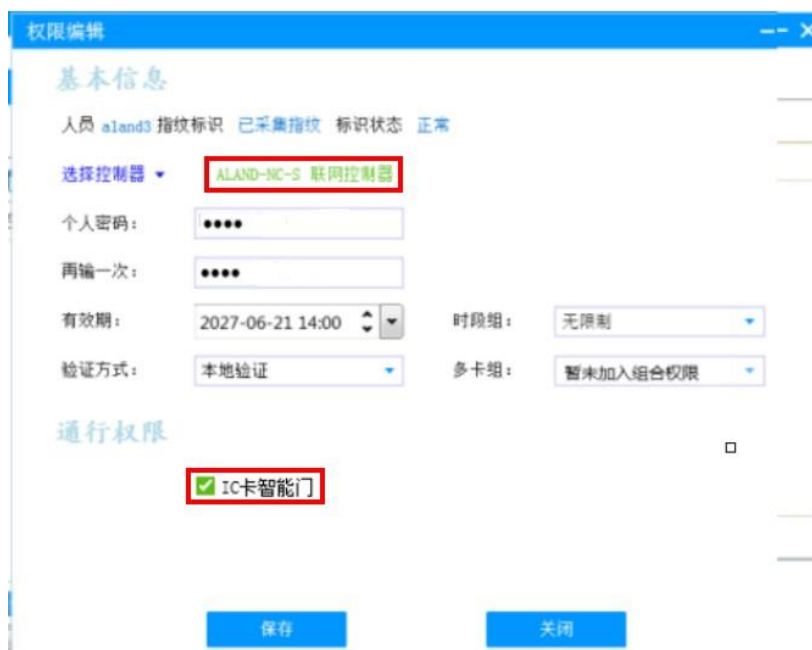 权限编辑
基本信息
人员 aland3 指纹标识 已采集指纹 标识状态 正常
选择控制器 ALAND-NC-S 联网控制器
个人密码: ●●●●
再输一次: ●●●●
有效期: 2027-06-21 14:00 时段组: 无限制
验证方式: 本地验证 多卡组: 暂未加入组合权限
通行权限
IC卡智能门
保存 关闭